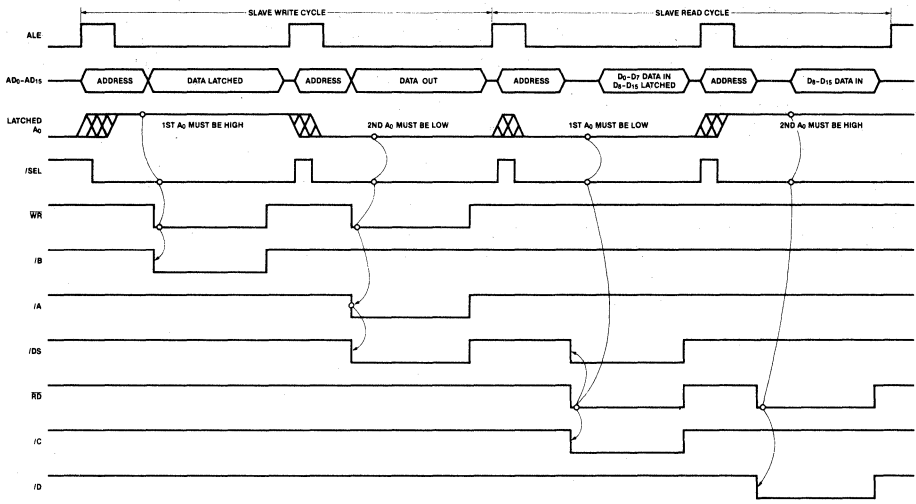 SLAVE WRITE CYCLE
SLAVE READ CYCLE
ALE
AD0-AD15
ADDRESS
DATA LATCHED
ADDRESS
DATA OUT
ADDRESS
D0-D7 DATA IN
D8-D15 LATCHED
ADDRESS
D8-D15 DATA IN
LATCHED
A0
1ST A0 MUST BE HIGH
2ND A0 MUST BE LOW
1ST A0 MUST BE LOW
2ND A0 MUST BE HIGH
/SEL
WR
/B
/A
/DS
RD
/C
/D